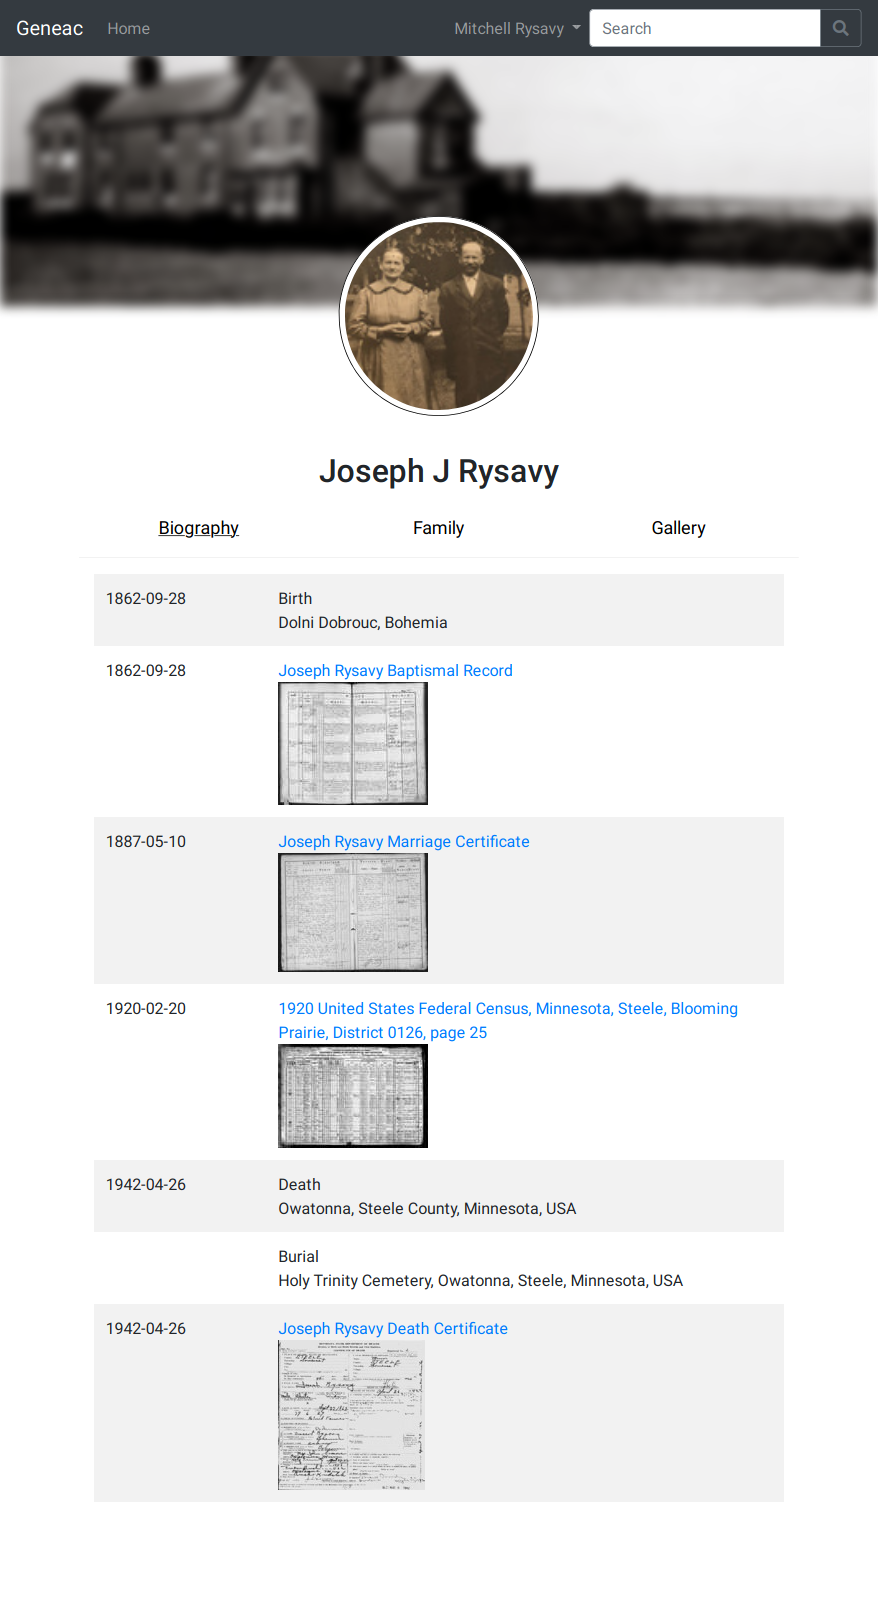 Geneac
Home
Mitchell Rysavy
Search
Joseph J Rysavy
Biography
Family
Gallery
1862-09-28
Birth
Dolni Dobrouc, Bohemia
1862-09-28
Joseph Rysavy Baptismal Record
1887-05-10
Joseph Rysavy Marriage Certificate
1920-02-20
1920 United States Federal Census, Minnesota, Steele, Blooming
Prairie, District 0126, page 25
1942-04-26
Death
Owatonna, Steele County, Minnesota, USA
Burial
Holy Trinity Cemetery, Owatonna, Steele, Minnesota, USA
1942-04-26
Joseph Rysavy Death Certificate